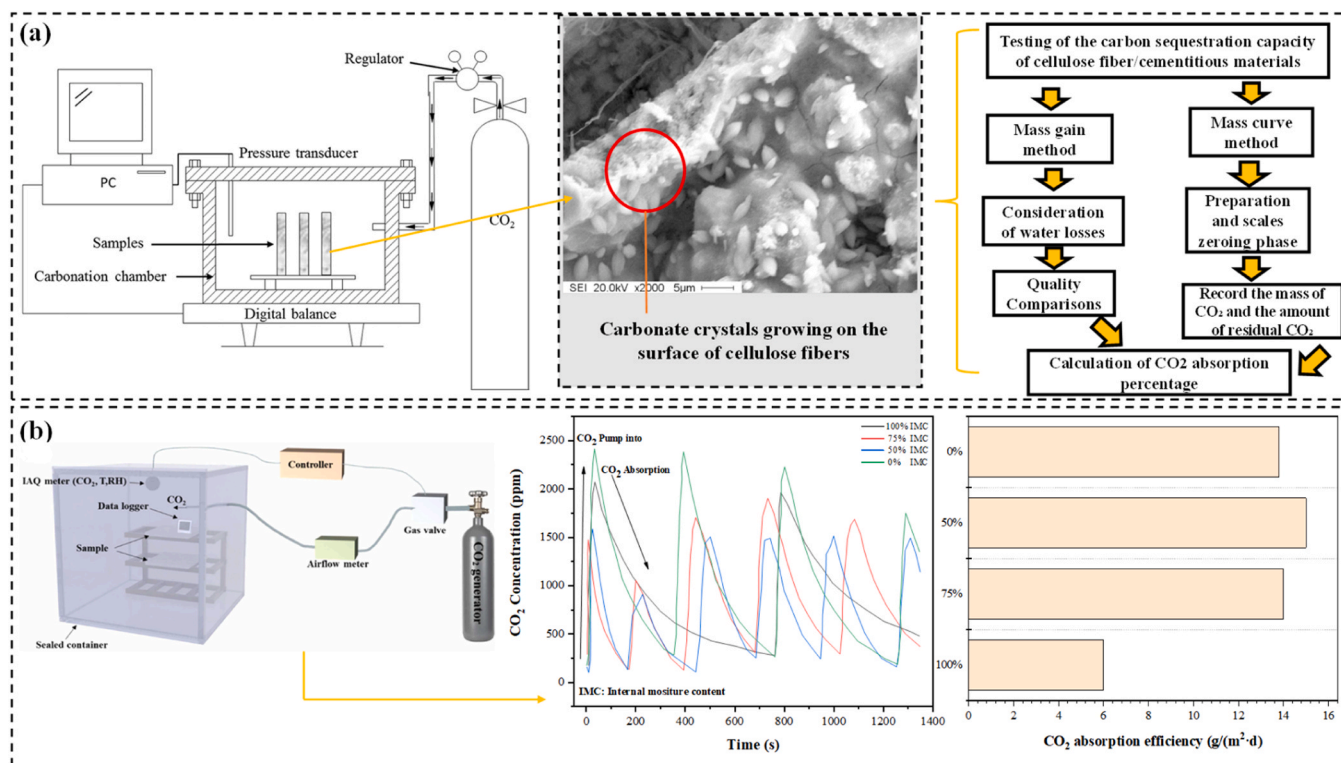 (a)
Regulator
Pressure transducer
PC
Samples
Carbonation chamber
Digital balance
CO₂
SEI 20.0kV x2000 5μm
Carbonate crystals growing on the
surface of cellulose fibers
Testing of the carbon sequestration capacity
of cellulose fiber/cementitious materials
Mass gain
method
Consideration
of water losses
Quality
Comparisons
Mass curve
method
Preparation
and scales
zeroing phase
Record the mass of
CO₂ and the amount
of residual CO₂
Calculation of CO2 absorption
percentage
(b)
IAQ meter (CO₂, T,RH)
CO₂
Data logger
Sample
Sealed container
Controller
Airflow meter
Gas valve
CO₂ generator
CO₂ Concentration (ppm)
2500
2250
2000
1750
1500
1250
1000
750
500
250
0
CO₂ Pump into
CO₂ Absorption
100% IMC
75% IMC
50% IMC
0% IMC
IMC: Internal mositure content
0 200 400 600 800 1000 1200 1400
Time (s)
0%
50%
75%
100%
0 2 4 6 8 10 12 14 16
CO₂ absorption efficiency (g/(m²·d)